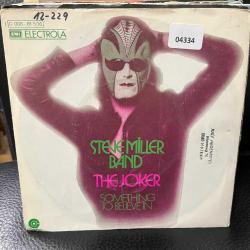 12-229
EMI ELECTROLA
04334
STEVE MILLER
BAND
THE JOKER
SOMETHING
TO BELIEVE IN